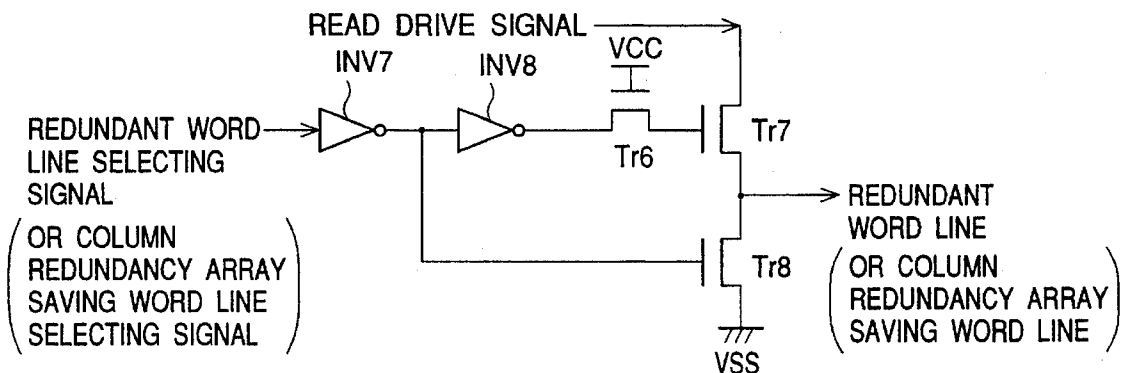 READ DRIVE SIGNAL
VCC
INV7
INV8
REDUNDANT WORD
LINE SELECTING
SIGNAL
OR COLUMN
REDUNDANCY ARRAY
SAVING WORD LINE
SELECTING SIGNAL
Tr6
Tr7
Tr8
REDUNDANT
WORD LINE
OR COLUMN
REDUNDANCY ARRAY
SAVING WORD LINE
VSS